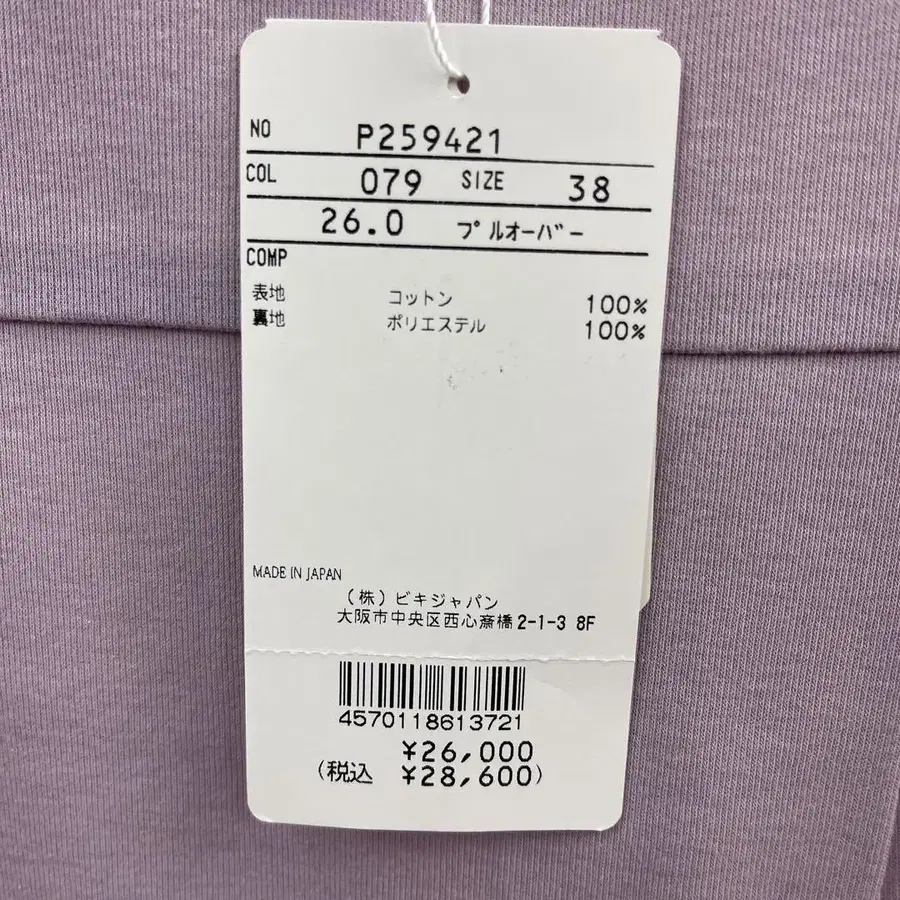 NO P259421
COL 079 SIZE 38
26.0 プルオーバー
COMP
表地 コットン 100%
裏地 ポリエステル 100%
MADE IN JAPAN
(株)ビキジャパン
大阪市中央区西心斎橋2-1-3 8F
4570118613721
¥26,000
(税込 ¥28,600)